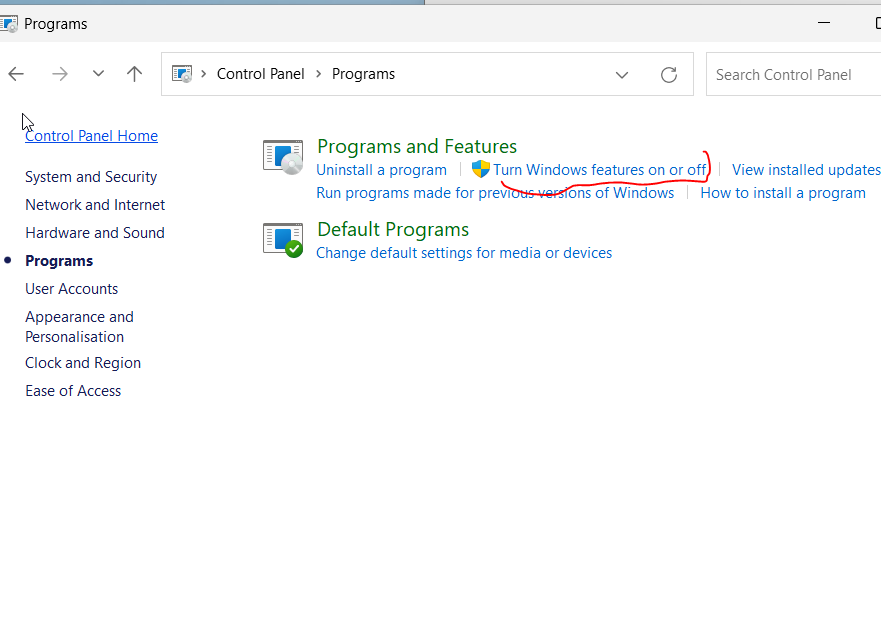 Programs
Control Panel > Programs
Search Control Panel
Control Panel Home
System and Security
Network and Internet
Hardware and Sound
Programs
User Accounts
Appearance and
Personalisation
Clock and Region
Ease of Access
Programs and Features
Uninstall a program | Turn Windows features on or off | View installed updates
Run programs made for previous versions of Windows | How to install a program
Default Programs
Change default settings for media or devices